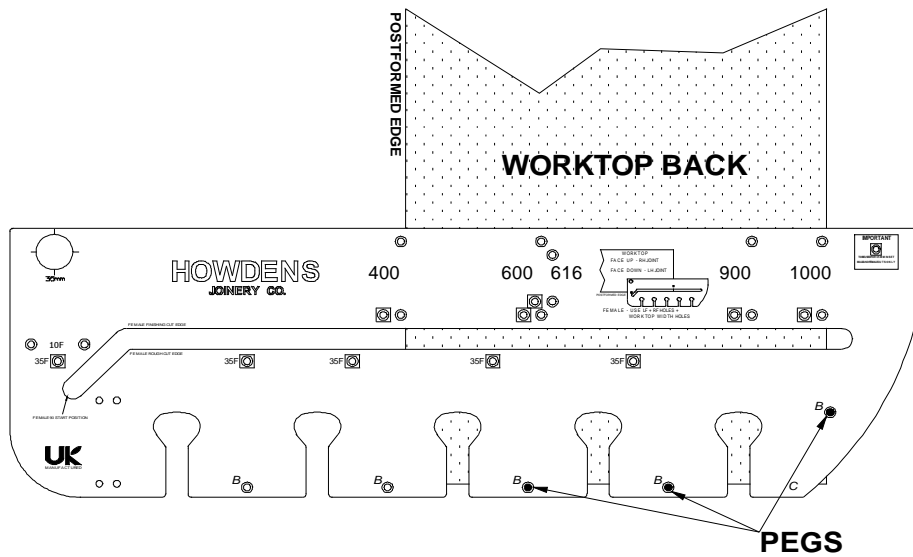 POSTFORMED EDGE
WORKTOP BACK
30mm
HOWDENS
JOINERY CO.
400
600
616
WORKTOP
FACE UP - RH JOINT
FACE DOWN - LH JOINT
FEMALE - USE LF + RF HOLES +
WORKTOP WIDTH HOLES
900
1000
IMPORTANT
10F
FEMALE FINISHING CUT EDGE
FEMALE ROUGH CUT EDGE
35F
35F
35F
35F
35F
FEMALE 90 START POSITION
UK
MANUFACTURED
B
B
B
B
B
C
PEGS